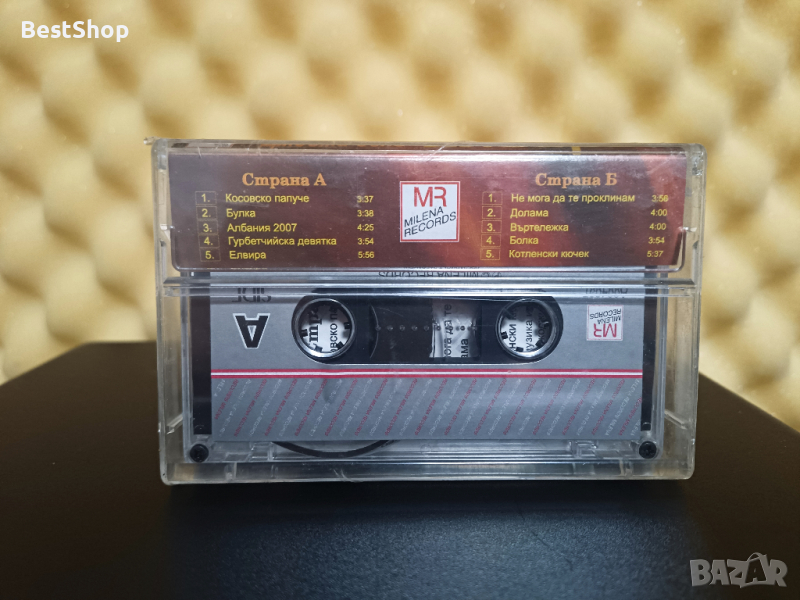 BestShop
Страна А
1. Косовско папуче 3:37
2. Булка 3:38
3. Албания 2007 4:25
4. Гурбетчийска девятка 3:54
5. Елвира 5:56
MR
MILENA
RECORDS
Страна Б
1. Не мога да те проклинам 3:56
2. Долама 4:00
3. Въртележка 4:00
4. Болка 3:54
5. Котленски кючек 5:37
SIDE
A
MR
MILENA
RECORDS
BAZAR